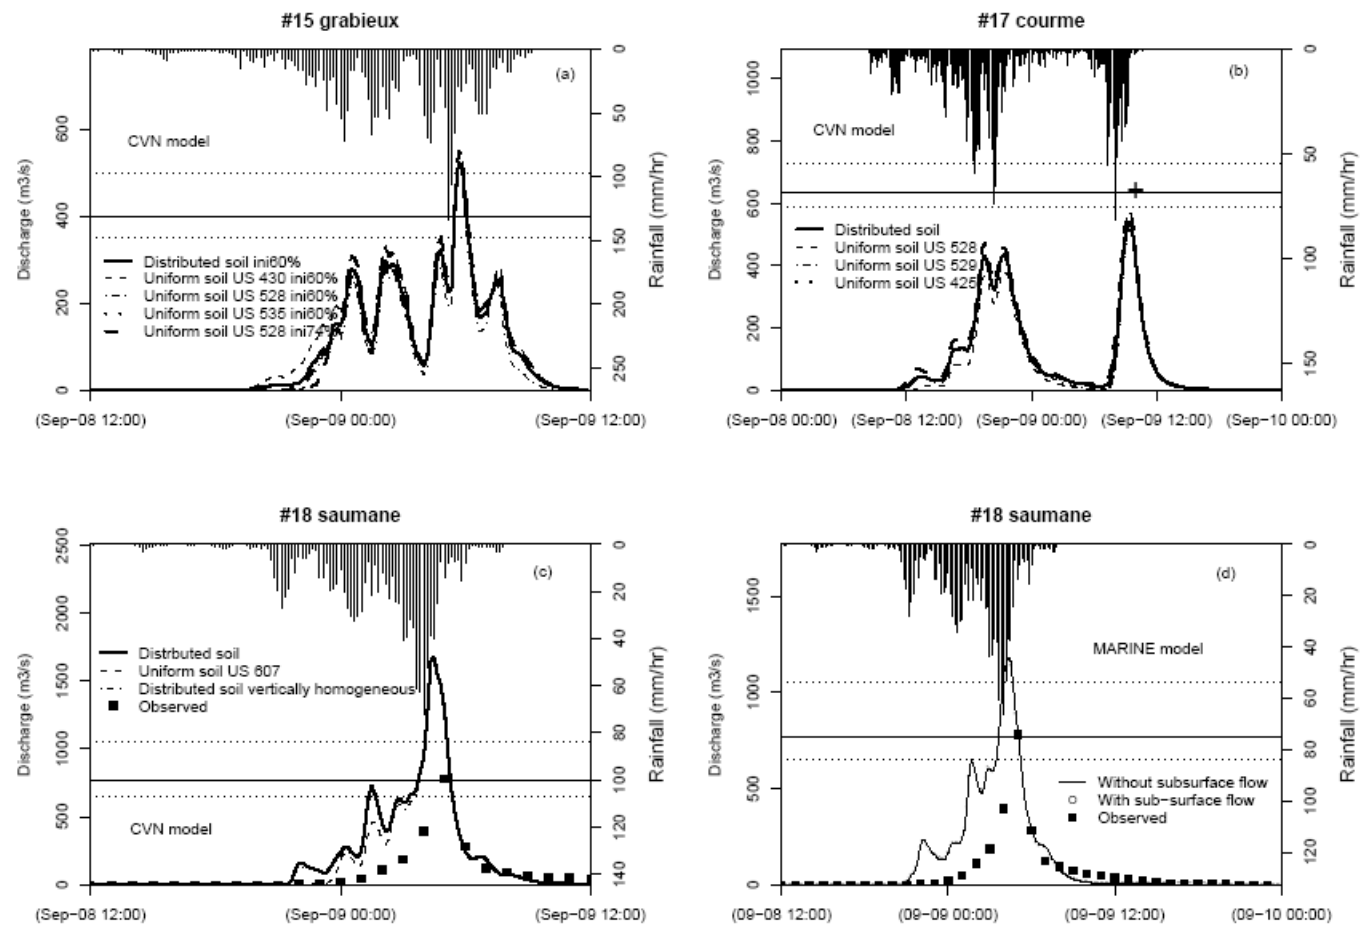 #15 grabieux
(a)
CVN model
Distributed soil ini60%
Uniform soil US 430 ini60%
Uniform soil US 528 ini60%
Uniform soil US 535 ini60%
Uniform soil US 528 ini74%
Discharge (m3/s)
0
200
300
400
600
Rainfall (mm/hr)
0
50
100
150
200
250
(Sep−08 12:00)
(Sep−09 00:00)
(Sep−09 12:00)
#17 courme
(b)
CVN model
Distributed soil
Uniform soil US 528
Uniform soil US 529
Uniform soil US 425
Discharge (m3/s)
0
200
400
600
800
1000
Rainfall (mm/hr)
0
50
100
150
(Sep−08 00:00)
(Sep−08 12:00)
(Sep−09 00:00)
(Sep−09 12:00)
(Sep−10 00:00)
#18 saumane
(c)
Distrbuted soil
Uniform soil US 607
Distributed soil vertically homogeneous
Observed
CVN model
Discharge (m3/s)
0
500
1000
1500
2000
2500
Rainfall (mm/hr)
0
20
40
60
80
100
120
140
(Sep−08 12:00)
(Sep−09 00:00)
(Sep−09 12:00)
#18 saumane
(d)
MARINE model
Without subsurface flow
With sub−surface flow
Observed
Discharge (m3/s)
0
500
1000
1500
Rainfall (mm/hr)
0
20
40
60
80
100
120
(09−08 12:00)
(09−09 00:00)
(09−09 12:00)
(09−10 00:00)